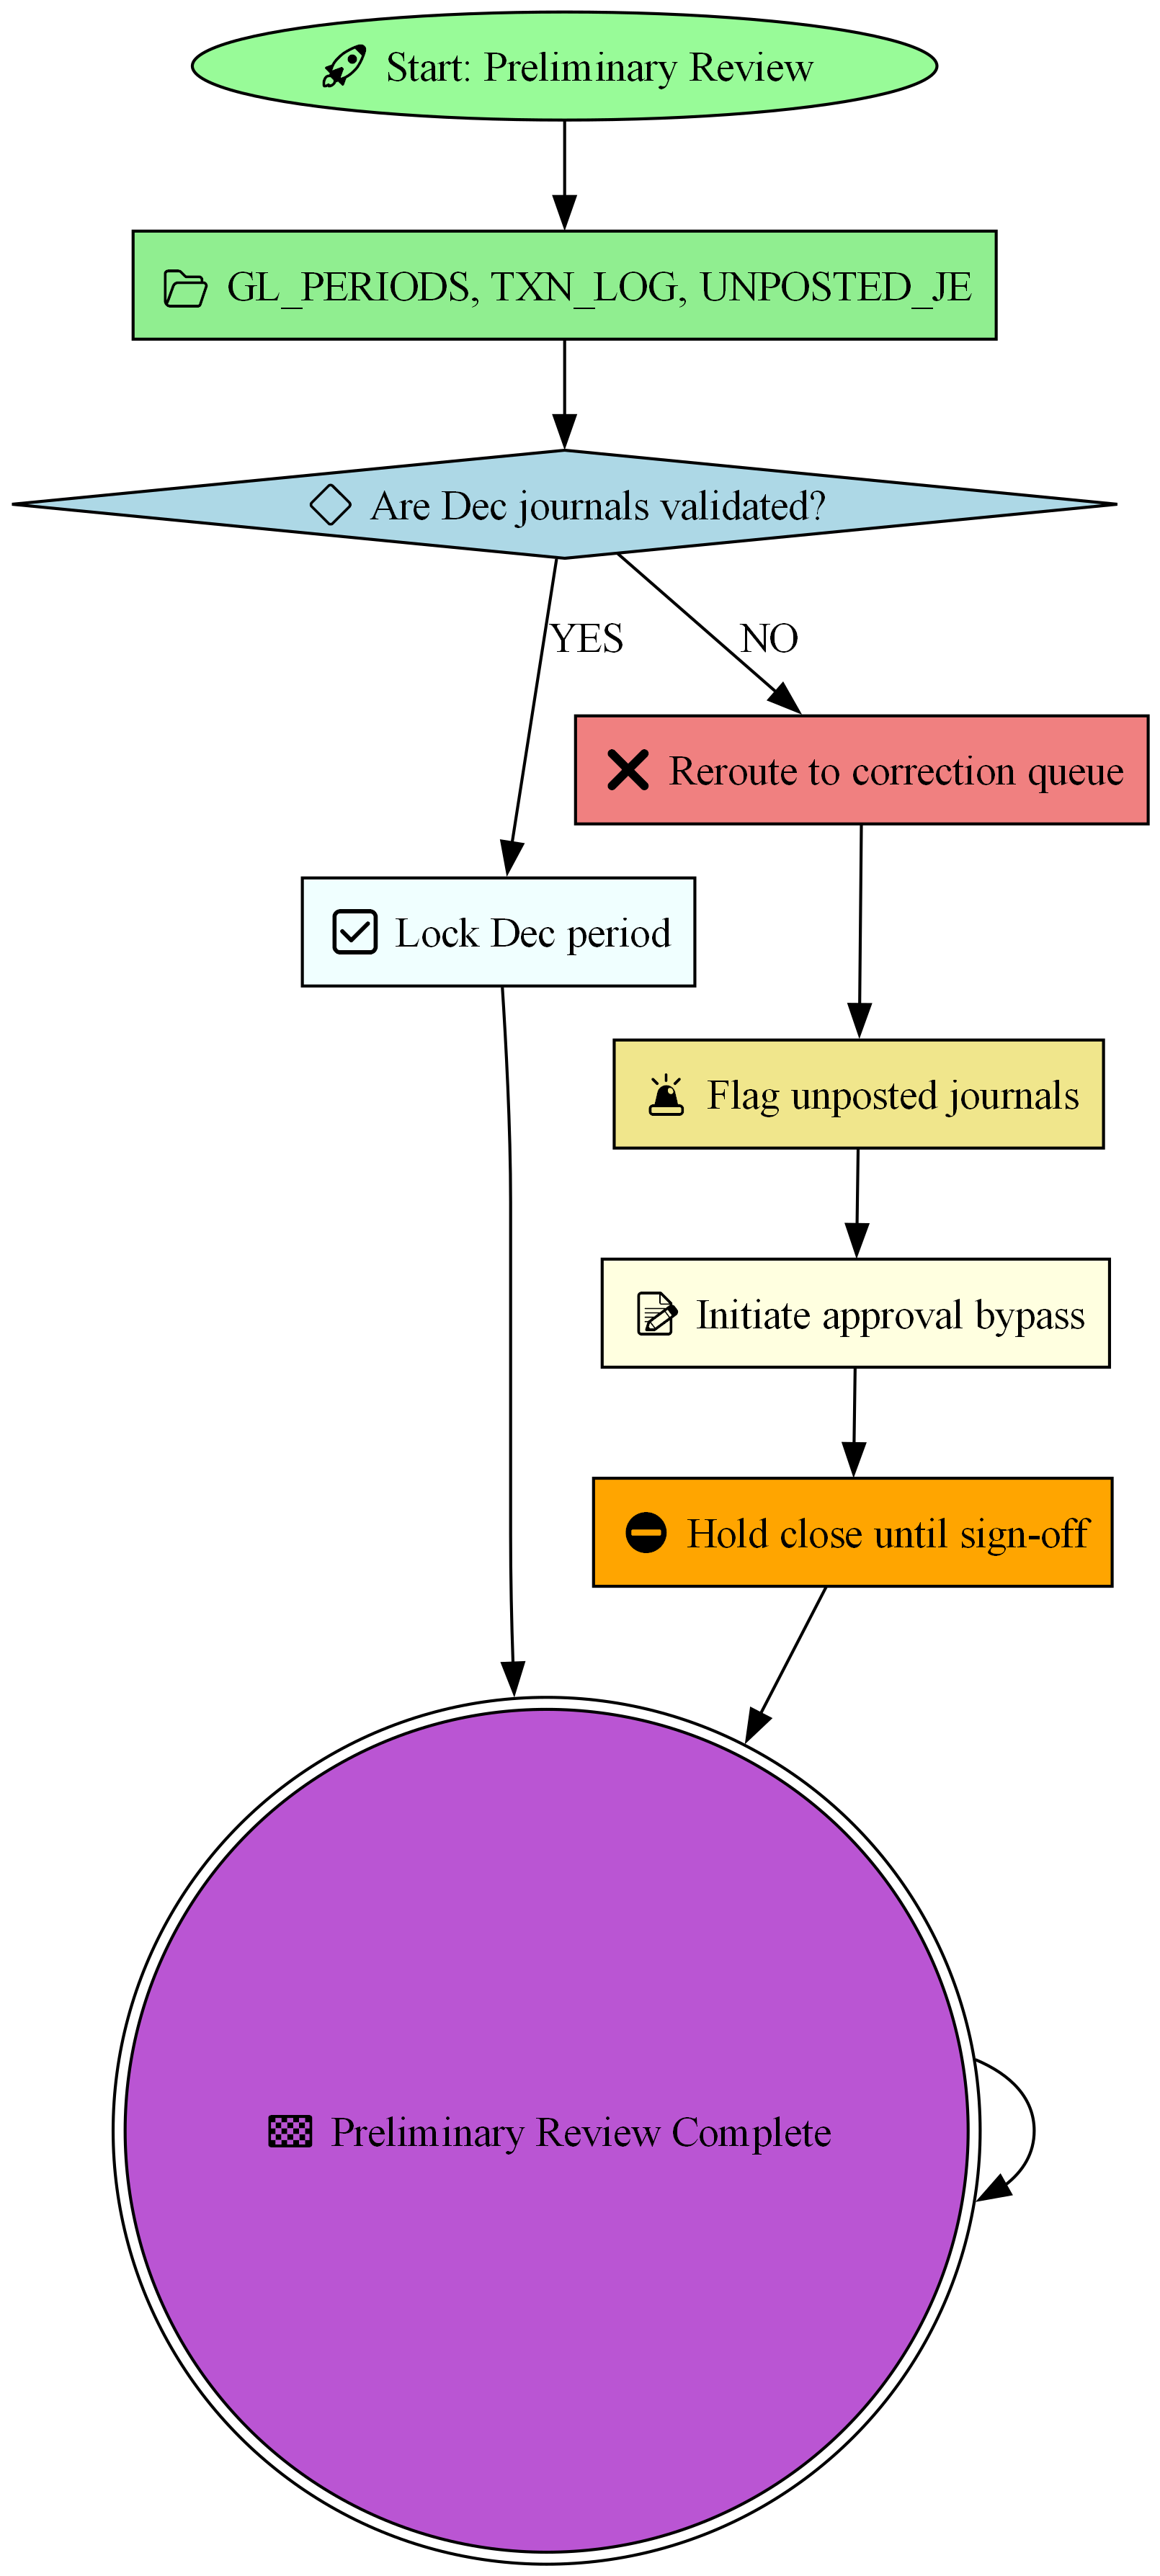 Start: Preliminary Review
GL_PERIODS, TXN_LOG, UNPOSTED_JE
Are Dec journals validated?
YES
NO
Reroute to correction queue
Lock Dec period
Flag unposted journals
Initiate approval bypass
Hold close until sign-off
Preliminary Review Complete